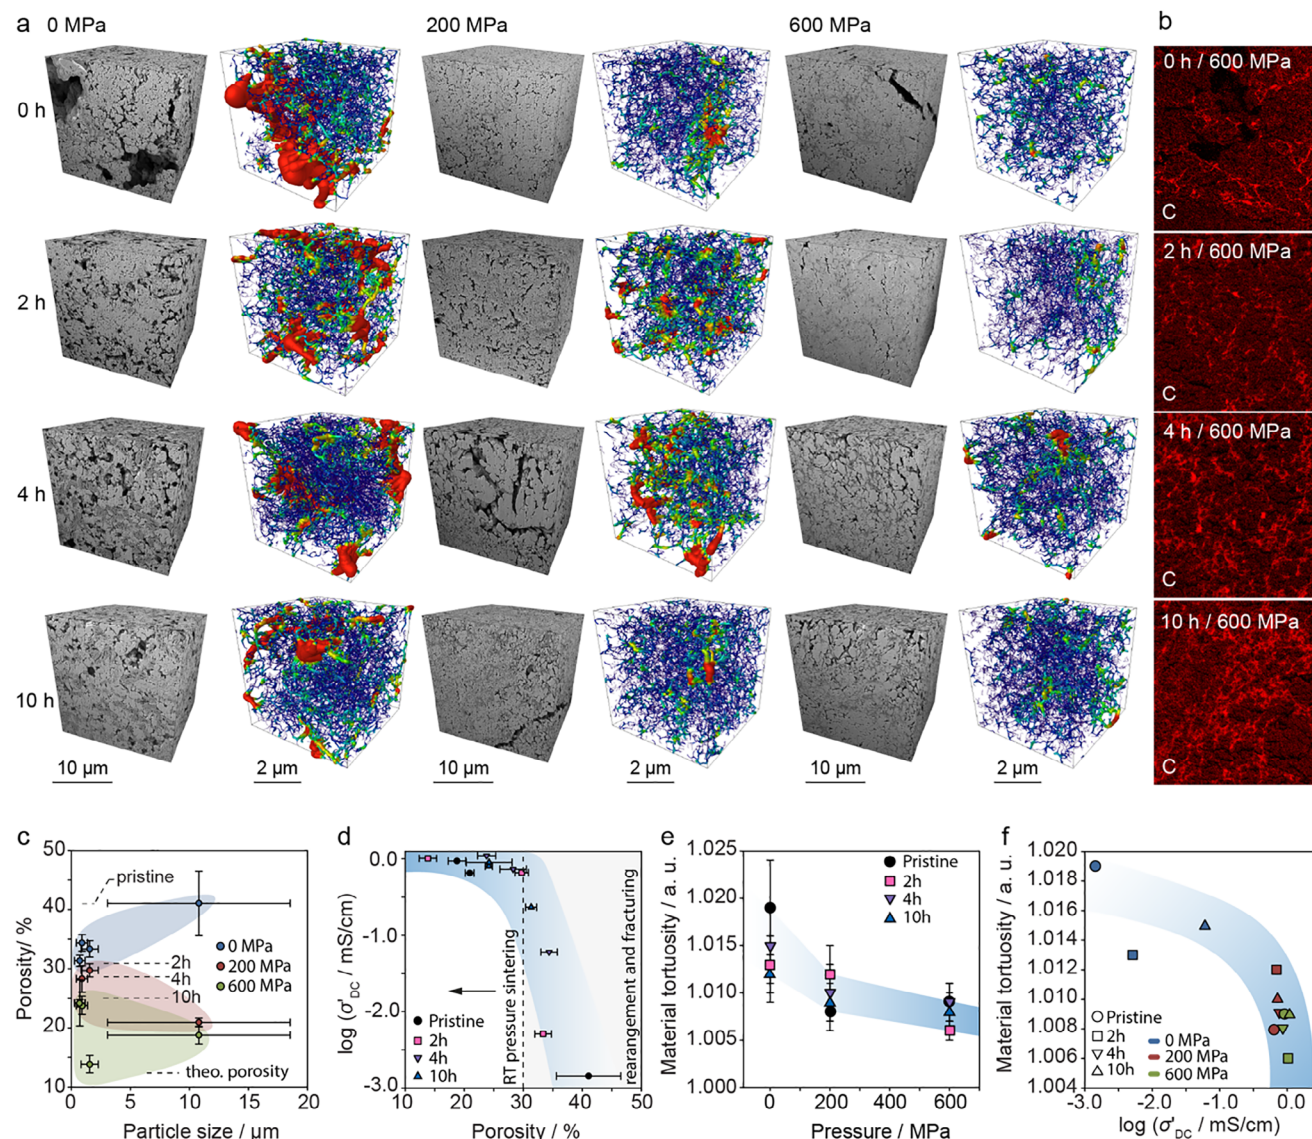 a 0 MPa 200 MPa 600 MPa b
0 h
0 h / 600 MPa
C
2 h
2 h / 600 MPa
C
4 h
4 h / 600 MPa
C
10 h
10 h / 600 MPa
C
10 µm 2 µm 10 µm 2 µm 10 µm 2 µm
c
Porosity/ %
50
40
30
20
10
pristine
2h
4h
10h
0 MPa
200 MPa
600 MPa
theo. porosity
0 5 10 15 20
Particle size / µm
d
log (σ'DC / mS/cm)
0.0
-1.0
-2.0
-3.0
RT pressure sintering
rearangement and fracturing
Pristine
2h
4h
10h
10 20 30 40 50
Porosity / %
e
Material tortuosity / a. u.
1.025
1.020
1.015
1.010
1.005
1.000
Pristine
2h
4h
10h
0 200 400 600
Pressure / MPa
f
Material tortuosity / a. u.
1.020
1.018
1.016
1.014
1.012
1.010
1.008
1.006
1.004
Pristine
2h
4h
10h
0 MPa
200 MPa
600 MPa
-3.0 -2.0 -1.0 0.0
log (σ'DC / mS/cm)